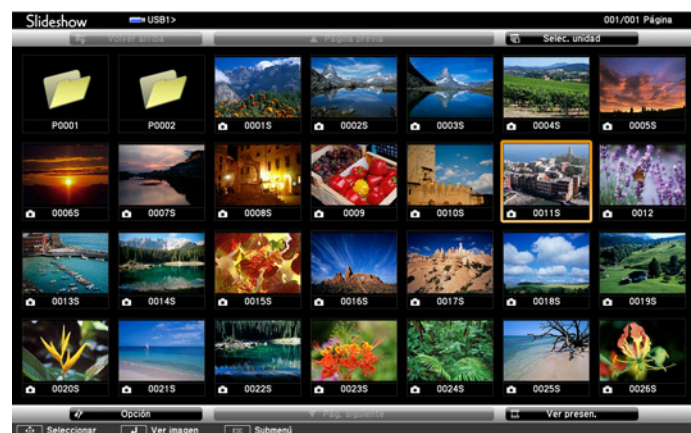 Slideshow USB1> 001/001 Página
Volver arriba Página previa Selec. unidad
P0001 P0002 0001S 0002S 0003S 0004S 0005S
0006S 0007S 0008S 0009 0010S 0011S 0012
0013S 0014S 0015S 0016S 0017S 0018S 0019S
0020S 0021S 0022S 0023S 0024S 0025S 0026S
Opción Pág. siguiente Ver presen.
Seleccionar Ver imagen Esc Submenú